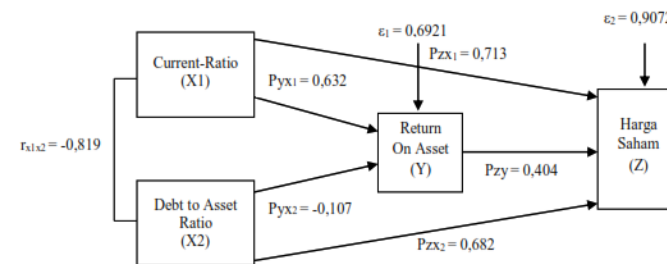 ε₁ = 0,6921
ε₂ = 0,9072
Current-Ratio
(X1)
Pzx₁ = 0,713
Pyx₁ = 0,632
Return
On Asset
(Y)
Harga
Saham
(Z)
rₓ₁ₓ₂ = -0,819
Pzy = 0,404
Debt to Asset
Ratio
(X2)
Pyx₂ = -0,107
Pzx₂ = 0,682